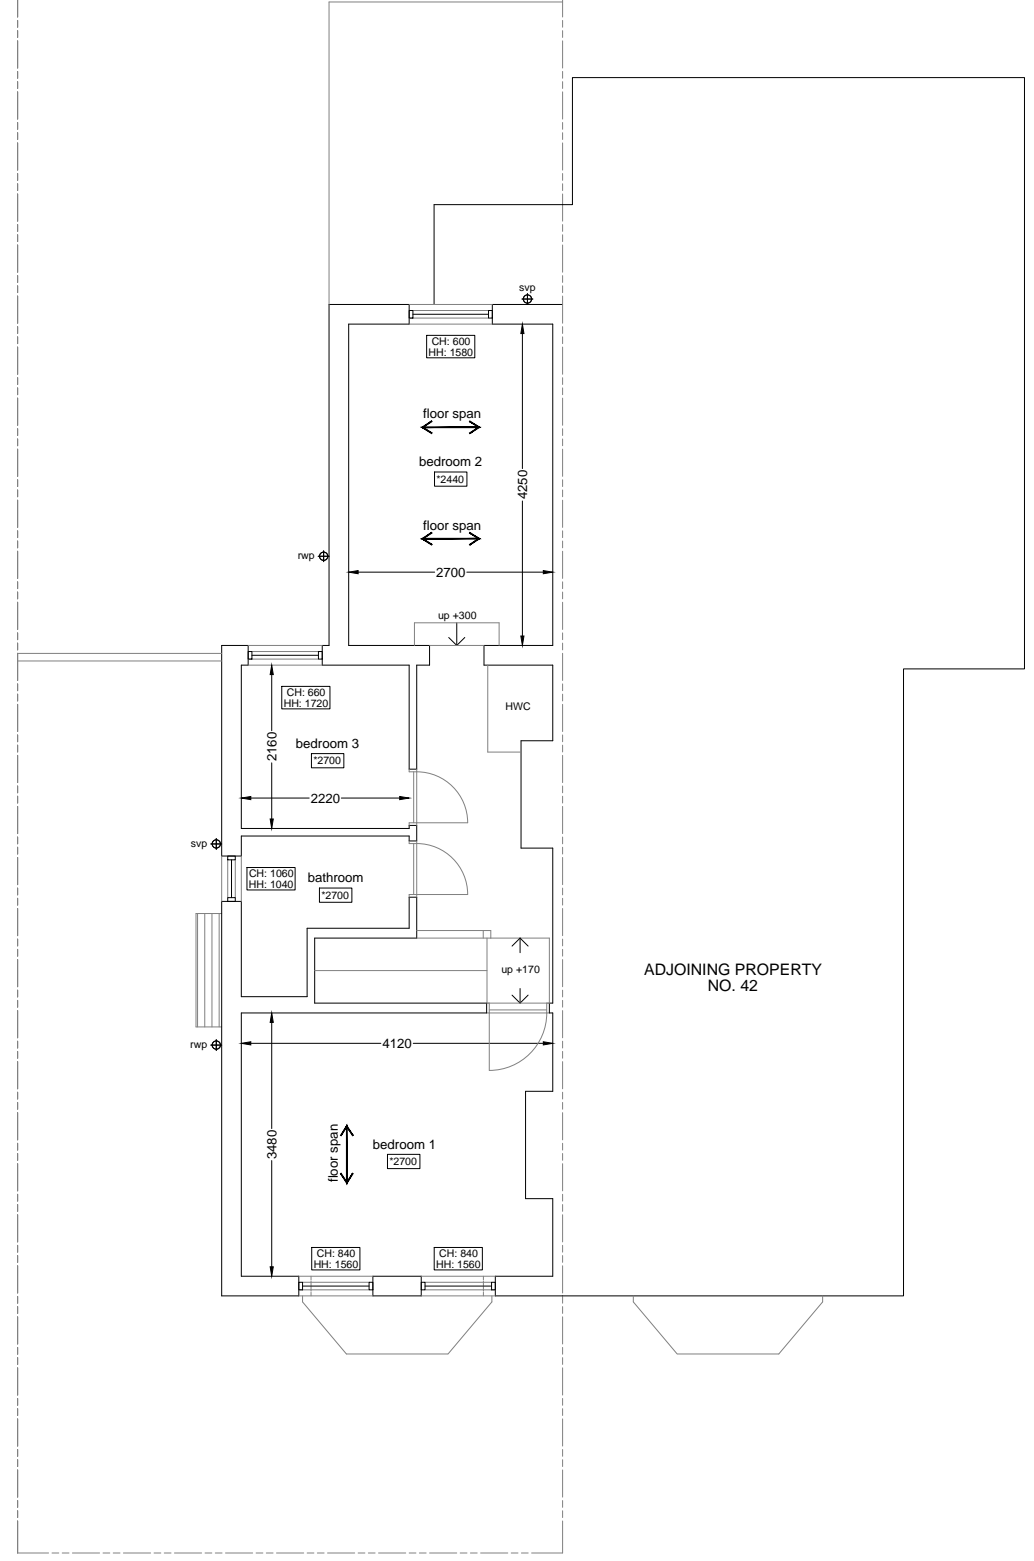 svp
CH: 600
HH: 1580
floor span
bedroom 2
*2440
4250
floor span
rwp
2700
up +300
CH: 660
HH: 1720
HWC
bedroom 3
*2700
2160
2220
svp
CH: 1060
HH: 1040
bathroom
*2700
up +170
ADJOINING PROPERTY
NO. 42
rwp
4120
3480
floor span
bedroom 1
*2700
CH: 840
HH: 1560
CH: 840
HH: 1560